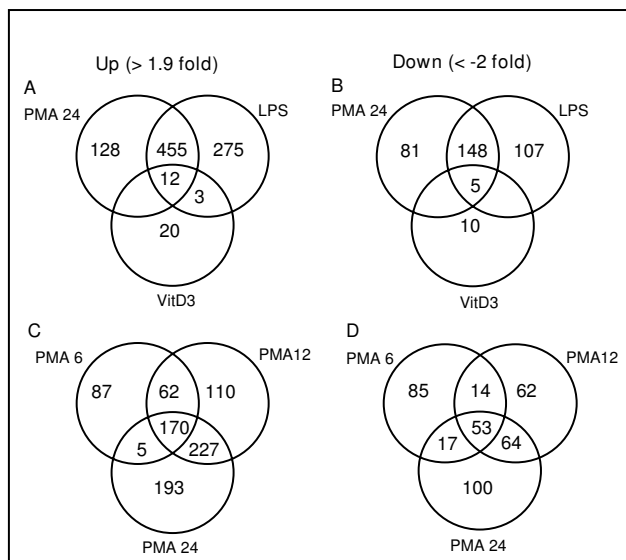 Up (> 1.9 fold) Down (< -2 fold)
A B
PMA 24 LPS PMA 24 LPS
128 455 275 81 148 107
12 5
3
20 10
VitD3 VitD3
C D
PMA 6 PMA12 PMA 6 PMA12
87 62 110 85 14 62
170 53
5 227 17 64
193 100
PMA 24 PMA 24